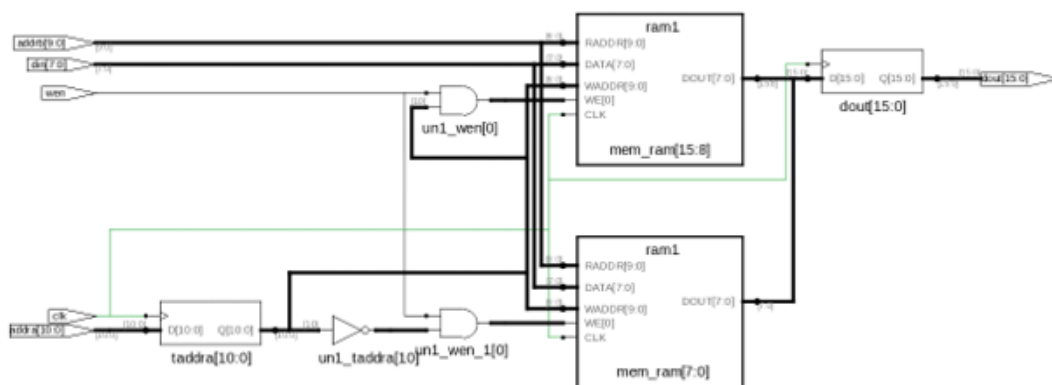 ram1
addrb[9:0]
RADDR[9:0]
din[7:0]
DATA[7:0]
wen
WADDR[9:0]
DOUT[7:0]
D[15:0]
Q[15:0]
dout[15:0]
WE[0]
CLK
[10]
un1_wen[0]
dout[15:0]
mem_ram[15:8]
ram1
RADDR[9:0]
DATA[7:0]
WADDR[9:0]
DOUT[7:0]
clk
addra[10:0]
D[10:0]
Q[10:0]
[10]
WE[0]
CLK
taddra[10:0]
un1_taddra[10]
un1_wen_1[0]
mem_ram[7:0]